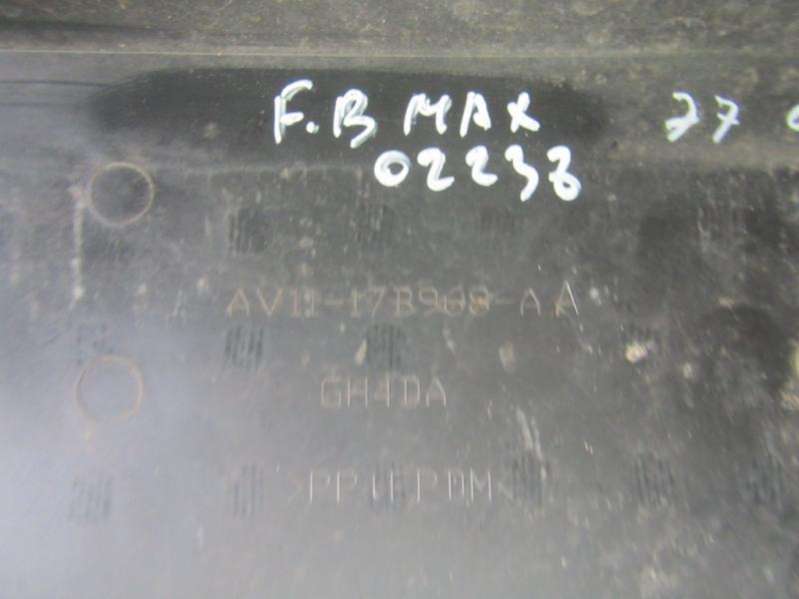 F.B MAX 27
02238
AV11-17B968-AA
GH4DA
>PP+EPDM<